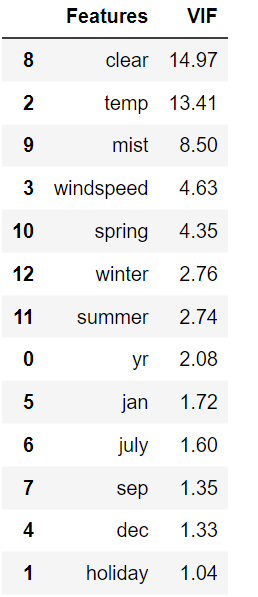 Features VIF
8 clear 14.97
2 temp 13.41
9 mist 8.50
3 windspeed 4.63
10 spring 4.35
12 winter 2.76
11 summer 2.74
0 yr 2.08
5 jan 1.72
6 july 1.60
7 sep 1.35
4 dec 1.33
1 holiday 1.04